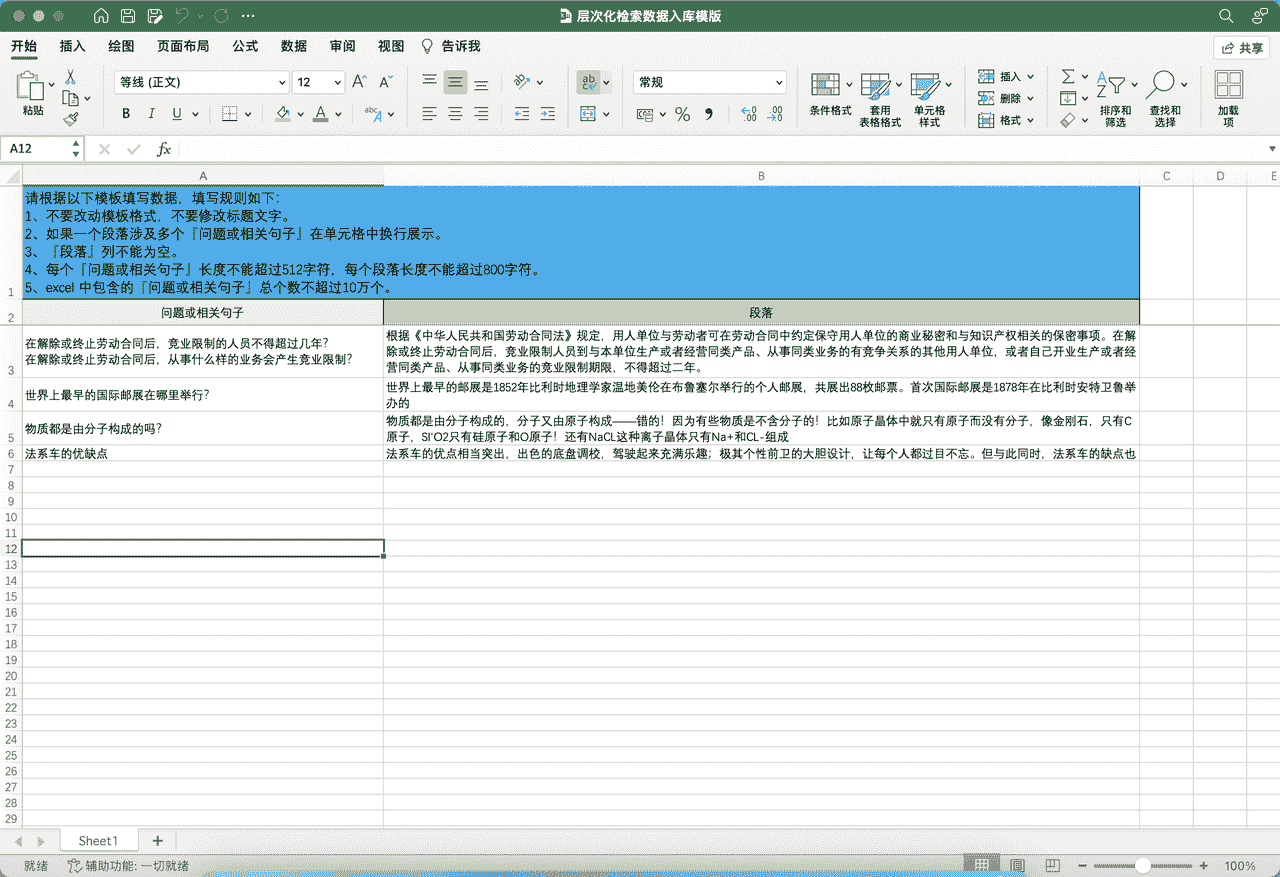 层次化检索数据入库模版
开始 插入 绘图 页面布局 公式 数据 审阅 视图 告诉我 共享
粘贴
等线 (正文) 12 A^ A
B I U A abc A
ab
常规
% .00 .00
条件格式 套用 表格格式 单元格 样式
插入
删除
格式
Σ A Z 排序和 筛选 查找和 选择 加载 项
A12 fx
A B C D E
1 请根据以下模板填写数据，填写规则如下：
1、不要改动模板格式，不要修改标题文字。
2、如果一个段落涉及多个『问题或相关句子』在单元格中换行展示。
3、『段落』列不能为空。
4、每个『问题或相关句子』长度不能超过512字符，每个段落长度不能超过800字符。
5、excel 中包含的『问题或相关句子』总个数不超过10万个。
2 问题或相关句子 段落
3 在解除或终止劳动合同后，竞业限制的人员不得超过几年?
在解除或终止劳动合同后，从事什么样的业务会产生竞业限制?
根据《中华人民共和国劳动合同法》规定，用人单位与劳动者可在劳动合同中约定保守用人单位的商业秘密和与知识产权相关的保密事项。在解
除或终止劳动合同后，竞业限制人员到与本单位生产或者经营同类产品、从事同类业务的有竞争关系的其他用人单位，或者自己开业生产或者经
营同类产品、从事同类业务的竞业限制期限，不得超过二年。
4 世界上最早的国际邮展在哪里举行?
世界上最早的邮展是1852年比利时地理学家温地美伦在布鲁塞尔举行的个人邮展，共展出88枚邮票。首次国际邮展是1878年在比利时安特卫鲁举
办的
5 物质都是由分子构成的吗?
物质都是由分子构成的，分子又由原子构成——错的！因为有些物质是不含分子的！比如原子晶体中就只有原子而没有分子，像金刚石，只有C
原子，SI'O2只有硅原子和O原子！还有NaCL这种离子晶体只有Na+和CL-组成
6 法系车的优缺点 法系车的优点相当突出，出色的底盘调校，驾驶起来充满乐趣；极其个性前卫的大胆设计，让每个人都过目不忘。但与此同时，法系车的缺点也
7
8
9
10
11
12
13
14
15
16
17
18
19
20
21
22
23
24
25
26
27
28
29
Sheet1 +
就绪 辅助功能: 一切就绪 − + 100%